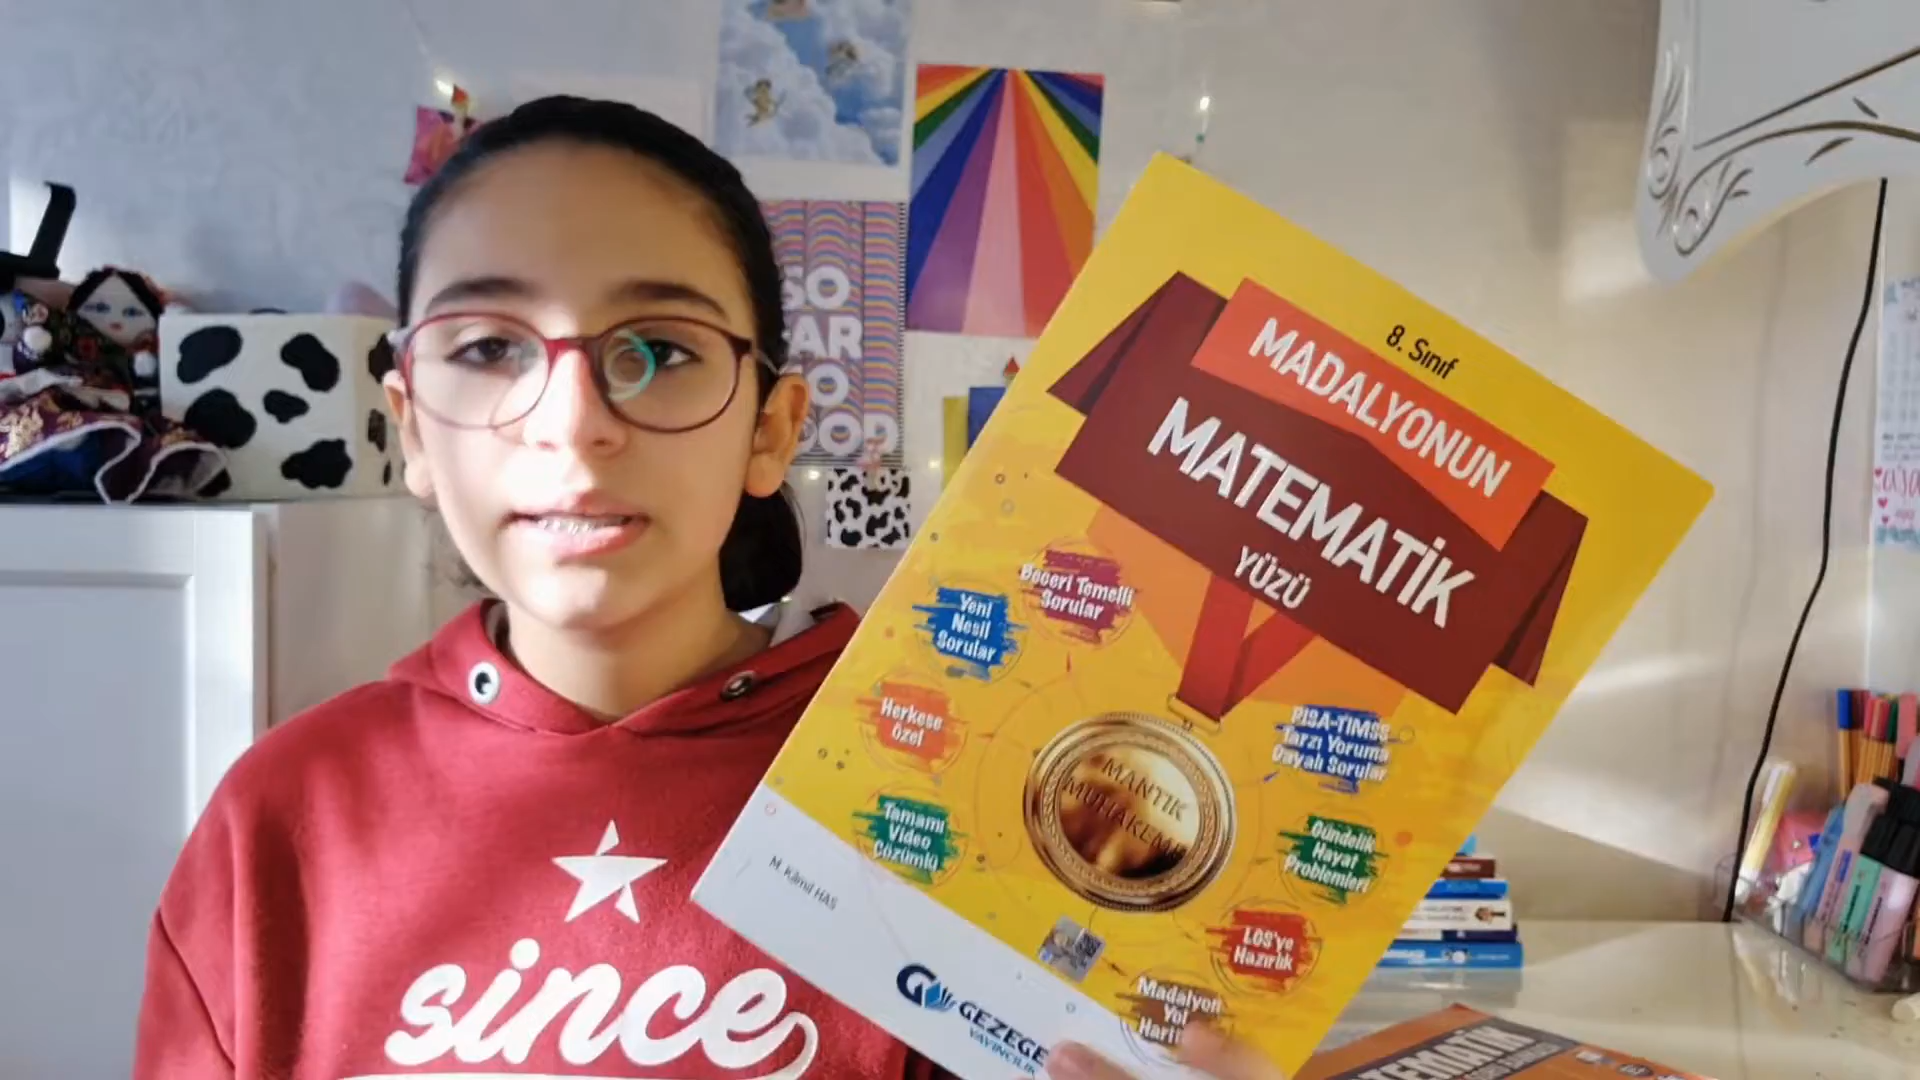 SO
FAR
SO
GOOD
8. Sınıf
MADALYONUN
MATEMATİK
YÜZÜ
Beceri Temelli
Sorular
Yeni
Nesil
Sorular
Herkese
Özel
Tamamı
Video
Çözümlü
PISA-TIMSS
Tarzı Yoruma
Dayalı Sorular
Gündelik
Hayat
Problemleri
LGS'ye
Hazırlık
Madalyon
Yol
MANTIK
MUHAKEME
M. Kâmil HAS
GEZEGE
YAYINCILIK
since